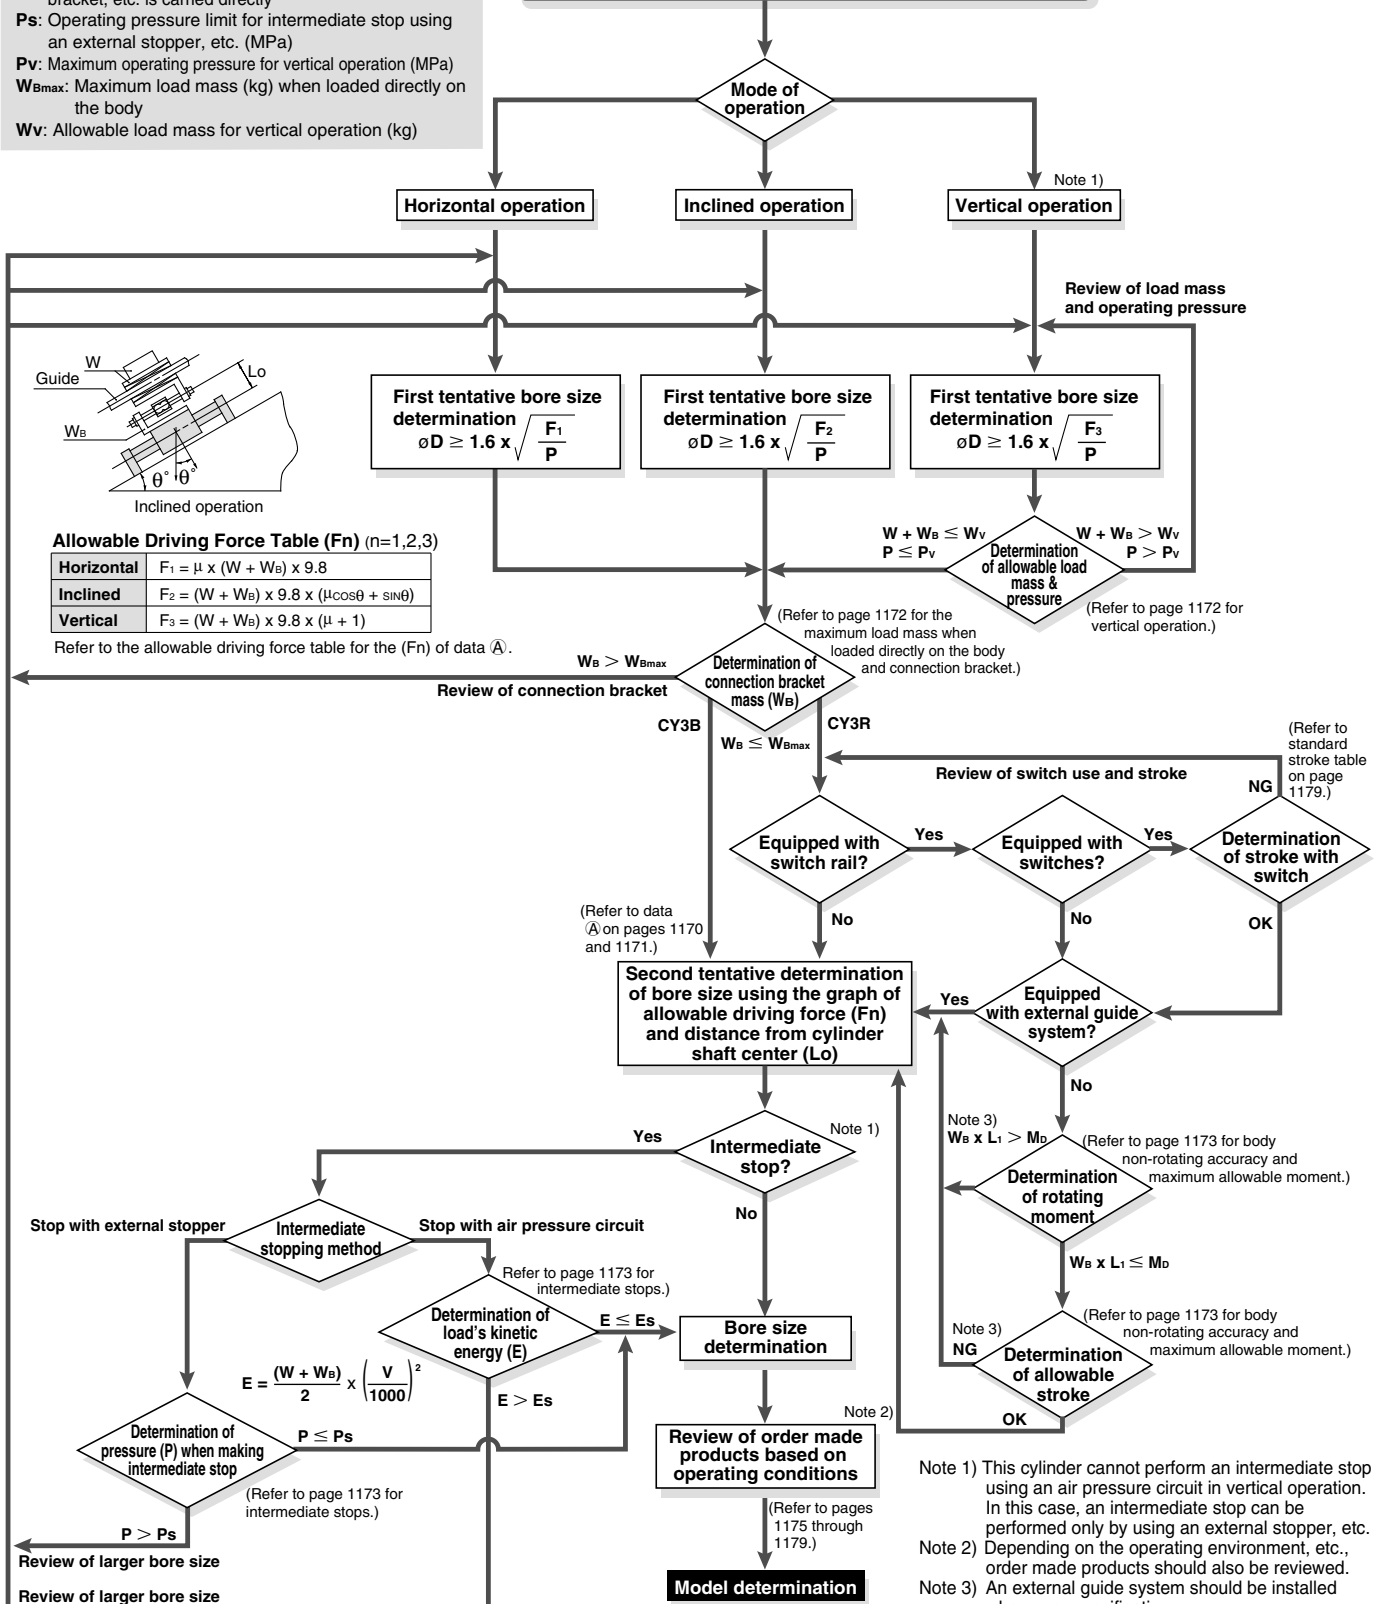 bracket, etc. is carried directly
Ps: Operating pressure limit for intermediate stop using
an external stopper, etc. (MPa)
Pv: Maximum operating pressure for vertical operation (MPa)
WBmax: Maximum load mass (kg) when loaded directly on
the body
Wv: Allowable load mass for vertical operation (kg)
Mode of
operation
Note 1)
Horizontal operation
Inclined operation
Vertical operation
Review of load mass
and operating pressure
W
Guide
Lo
WB
θ° θ°
Inclined operation
First tentative bore size
determination
øD ≥ 1.6 x √ F1
P
First tentative bore size
determination
øD ≥ 1.6 x √ F2
P
First tentative bore size
determination
øD ≥ 1.6 x √ F3
P
W + WB ≤ Wv
P ≤ Pv
W + WB > Wv
P > Pv
Determination
of allowable load
mass &
pressure
(Refer to page 1172 for
vertical operation.)
Allowable Driving Force Table (Fn) (n=1,2,3)
Horizontal F1 = μ x (W + WB) x 9.8
Inclined F2 = (W + WB) x 9.8 x (μCOSθ + SINθ)
Vertical F3 = (W + WB) x 9.8 x (μ + 1)
Refer to the allowable driving force table for the (Fn) of data Ⓐ.
(Refer to page 1172 for the
maximum load mass when
loaded directly on the body
and connection bracket.)
WB > WBmax
Review of connection bracket
Determination of
connection bracket
mass (WB)
CY3B
CY3R
WB ≤ WBmax
Review of switch use and stroke
(Refer to
standard
stroke table
on page
1179.)
NG
Equipped with
switch rail?
Yes
Equipped with
switches?
Yes
Determination
of stroke with
switch
No
No
OK
(Refer to data
Ⓐ on pages 1170
and 1171.)
Second tentative determination
of bore size using the graph of
allowable driving force (Fn)
and distance from cylinder
shaft center (Lo)
Yes
Equipped
with external guide
system?
No
Note 3)
WB x L1 > MD
(Refer to page 1173 for body
non-rotating accuracy and
maximum allowable moment.)
Determination
of rotating
moment
WB x L1 ≤ MD
Note 1)
Intermediate
stop?
Yes
No
Stop with external stopper
Intermediate
stopping method
Stop with air pressure circuit
Refer to page 1173 for
intermediate stops.)
Determination of
load's kinetic
energy (E)
E ≤ Es
E > Es
Bore size
determination
Note 3)
NG
(Refer to page 1173 for body
non-rotating accuracy and
maximum allowable moment.)
Determination
of allowable
stroke
OK
E = (W + WB) / 2 x (V / 1000)²
Determination of
pressure (P) when making
intermediate stop
P ≤ Ps
(Refer to page 1173 for
intermediate stops.)
P > Ps
Review of larger bore size
Review of larger bore size
Note 2)
Review of order made
products based on
operating conditions
(Refer to pages
1175 through
1179.)
Model determination
Note 1) This cylinder cannot perform an intermediate stop
using an air pressure circuit in vertical operation.
In this case, an intermediate stop can be
performed only by using an external stopper, etc.
Note 2) Depending on the operating environment, etc.,
order made products should also be reviewed.
Note 3) An external guide system should be installed